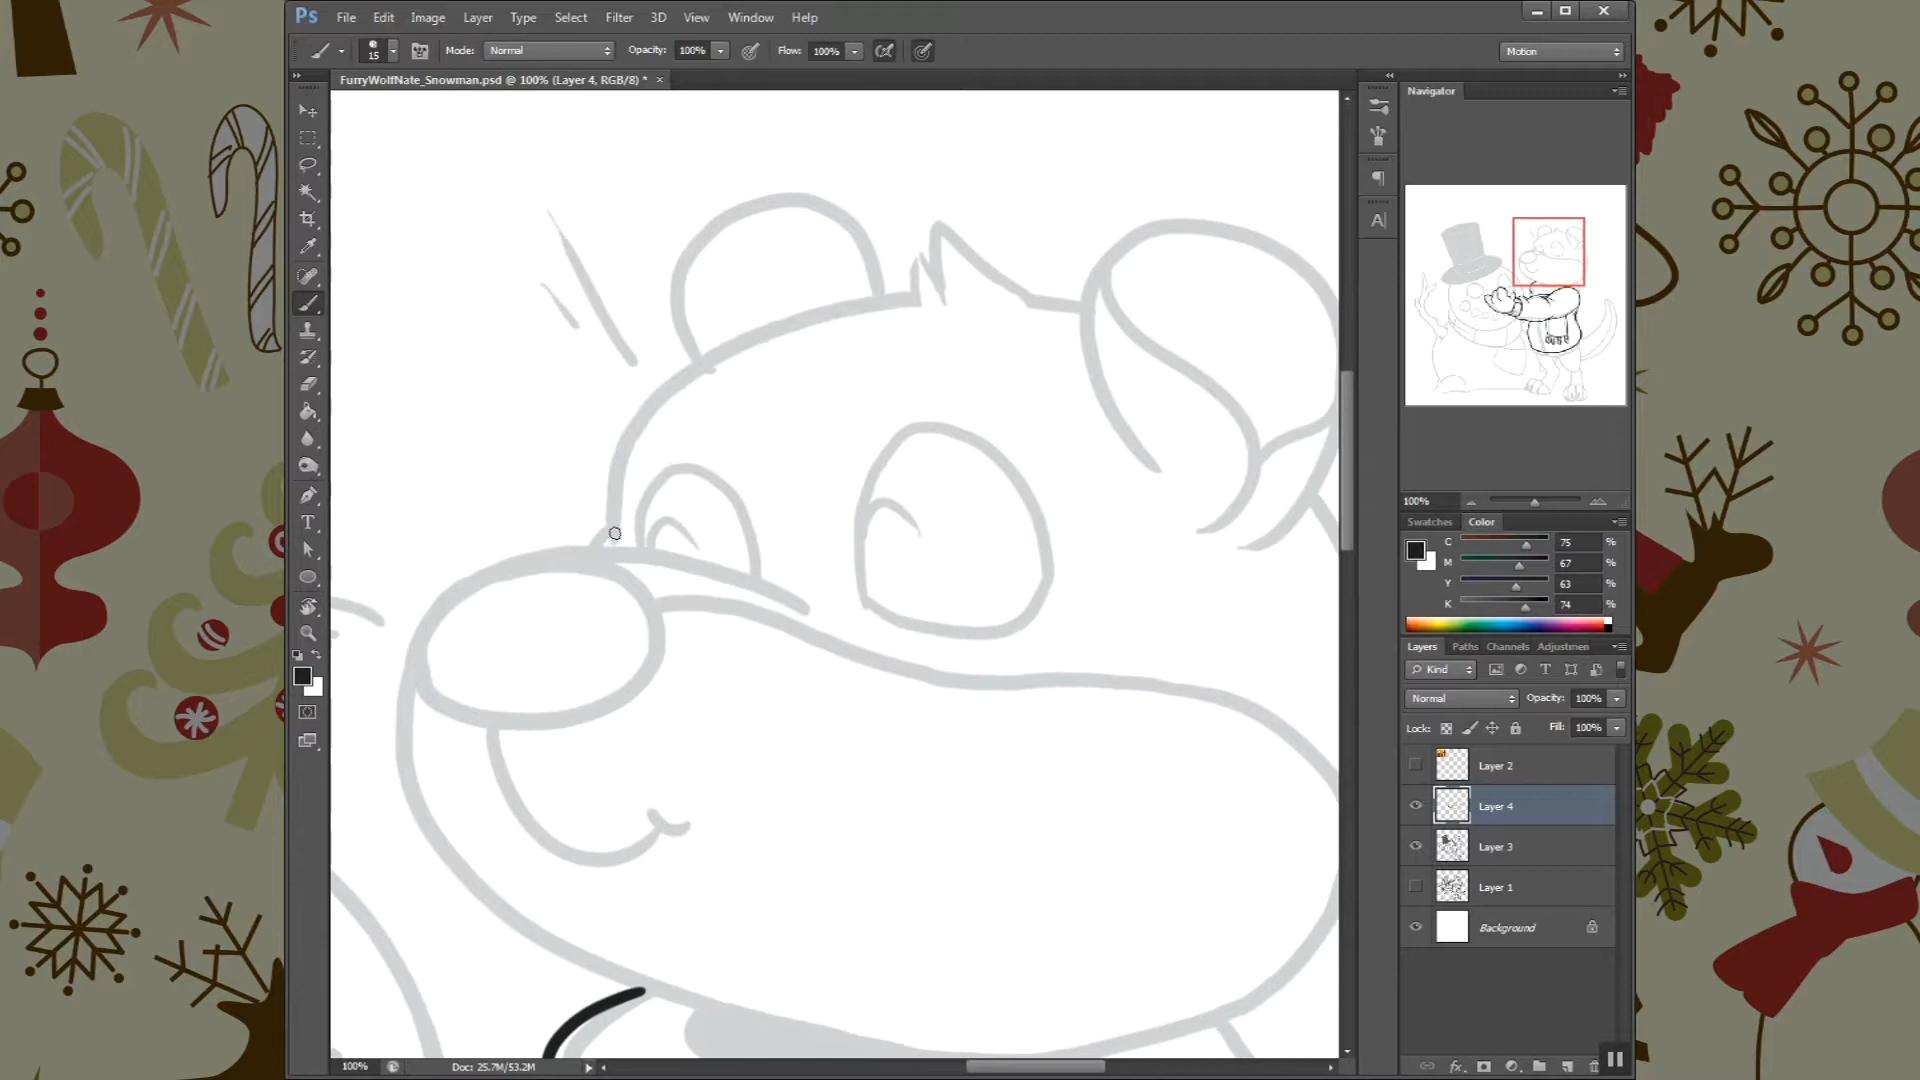 Ps File Edit Image Layer Type Select Filter 3D View Window Help
15 Mode: Normal Opacity: 100% Flow: 100% Motion
FurryWolfNate_Snowman.psd @ 100% (Layer 4, RGB/8) * ×
Navigator
100%
Swatches Color
C 75 %
M 67 %
Y 63 %
K 74 %
Layers Paths Channels Adjustmen
Kind
Normal Opacity: 100%
Lock: Fill: 100%
Layer 2
Layer 4
Layer 3
Layer 1
Background
fx
100% Doc: 25.7M/53.2M